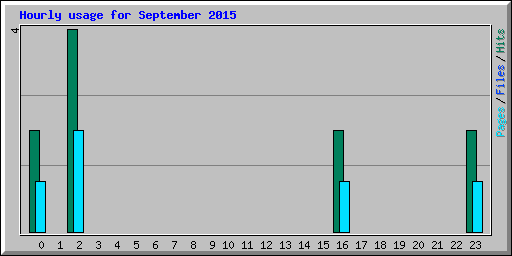 Hourly usage for September 2015
4
Pages/Files/Hits
0 1 2 3 4 5 6 7 8 9 10 11 12 13 14 15 16 17 18 19 20 21 22 23